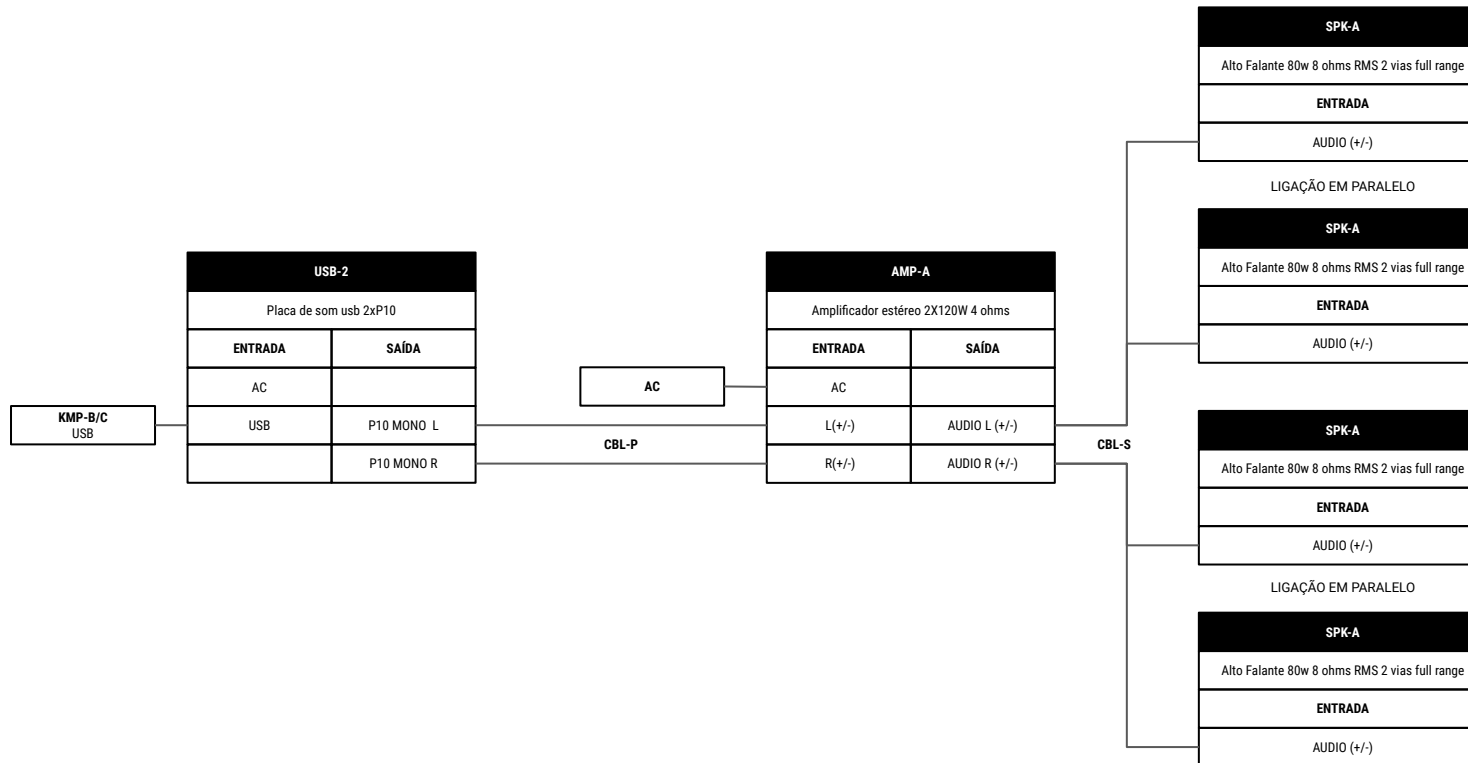 KMP-B/C
USB
USB-2
Placa de som usb 2xP10
ENTRADA SAÍDA
AC
USB P10 MONO L
P10 MONO R
CBL-P
AC
AMP-A
Amplificador estéreo 2X120W 4 ohms
ENTRADA SAÍDA
AC
L(+/-) AUDIO L (+/-)
R(+/-) AUDIO R (+/-)
CBL-S
SPK-A
Alto Falante 80w 8 ohms RMS 2 vias full range
ENTRADA
AUDIO (+/-)
LIGAÇÃO EM PARALELO
SPK-A
Alto Falante 80w 8 ohms RMS 2 vias full range
ENTRADA
AUDIO (+/-)
SPK-A
Alto Falante 80w 8 ohms RMS 2 vias full range
ENTRADA
AUDIO (+/-)
LIGAÇÃO EM PARALELO
SPK-A
Alto Falante 80w 8 ohms RMS 2 vias full range
ENTRADA
AUDIO (+/-)